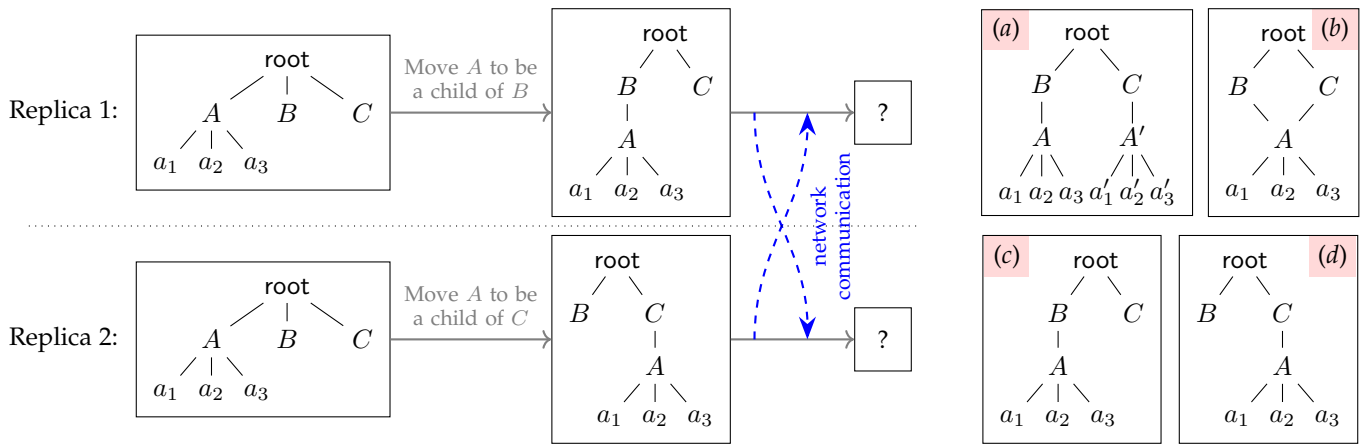 Replica 1:
root
A B C
a₁ a₂ a₃
Move A to be
a child of B
root
B C
A
a₁ a₂ a₃
?
network
communication
Replica 2:
root
A B C
a₁ a₂ a₃
Move A to be
a child of C
root
B C
A
a₁ a₂ a₃
?
(a)
root
B C
A A′
a₁ a₂ a₃ a′₁ a′₂ a′₃
(b)
root
B C
A
a₁ a₂ a₃
(c)
root
B C
A
a₁ a₂ a₃
(d)
root
B C
A
a₁ a₂ a₃